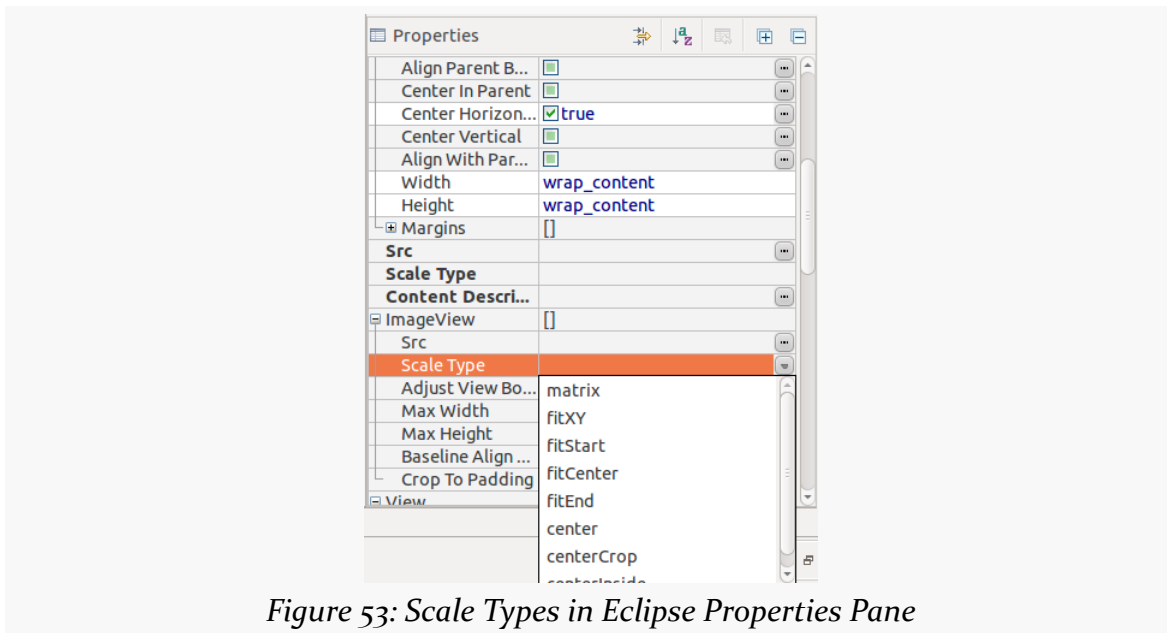 Properties
Align Parent B...
Center In Parent
Center Horizon... true
Center Vertical
Align With Par...
Width wrap_content
Height wrap_content
Margins []
Src
Scale Type
Content Descri...
ImageView []
Src
Scale Type
Adjust View Bo...
Max Width
Max Height
Baseline Align ...
Crop To Padding
View
matrix
fitXY
fitStart
fitCenter
fitEnd
center
centerCrop
centerInside
Figure 53: Scale Types in Eclipse Properties Pane